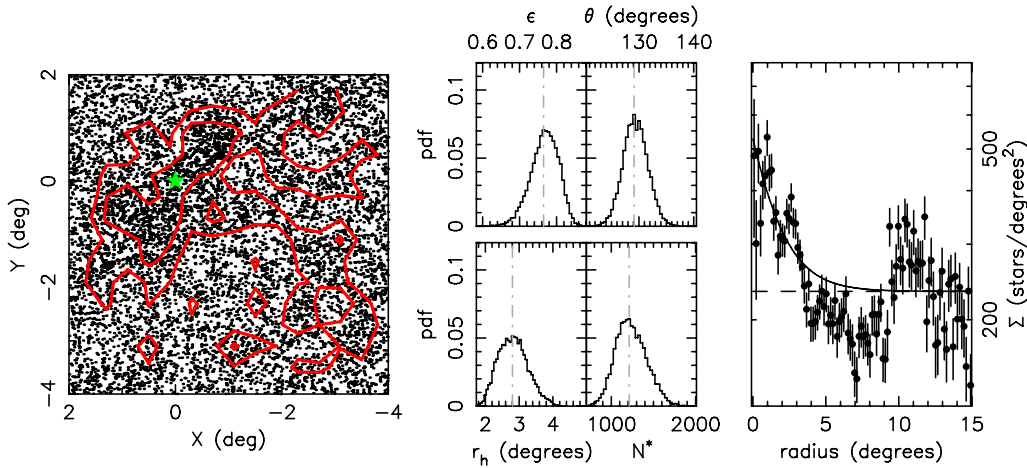 ϵ θ (degrees)
0.6 0.7 0.8 130 140
2
0
−2
−4
Y (deg)
2 0 −2 −4
X (deg)
0.1
0.05
0
pdf
0.1
0.05
0
pdf
2 3 4 1000 2000
r_h (degrees) N*
500
200
Σ (stars/degrees²)
0 5 10 15
radius (degrees)